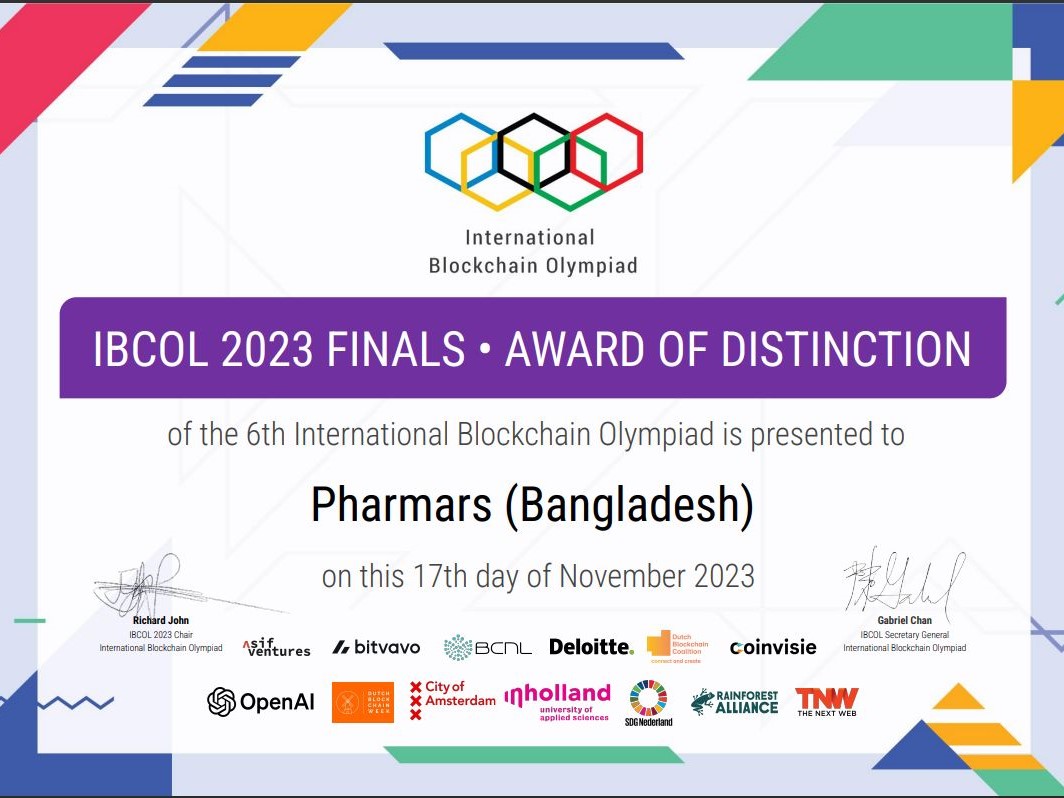 International
Blockchain Olympiad
IBCOL 2023 FINALS • AWARD OF DISTINCTION
of the 6th International Blockchain Olympiad is presented to
Pharmars (Bangladesh)
on this 17th day of November 2023
Richard John
IBCOL 2023 Chair
International Blockchain Olympiad
Gabriel Chan
IBCOL Secretary General
International Blockchain Olympiad
Asif
ventures
bitvavo
BCNL
Deloitte.
Dutch
Blockchain
Coalition
connect and create
coinvisie
OpenAI
DUTCH
BLOCK
CHAIN
WEEK
City of
Amsterdam
inholland
university of
applied sciences
SDG Nederland
RAINFOREST
ALLIANCE
TNW
THE NEXT WEB